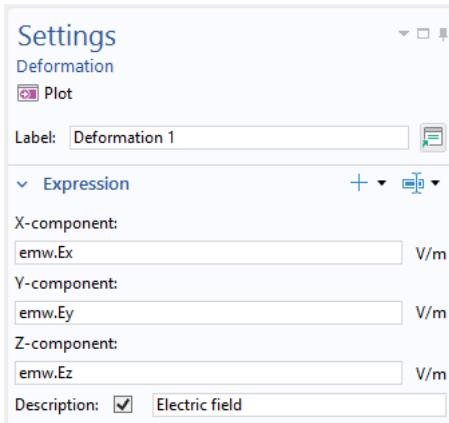 Settings
Deformation
Plot
Label: Deformation 1
Expression
X-component:
emw.Ex V/m
Y-component:
emw.Ey V/m
Z-component:
emw.Ez V/m
Description: Electric field